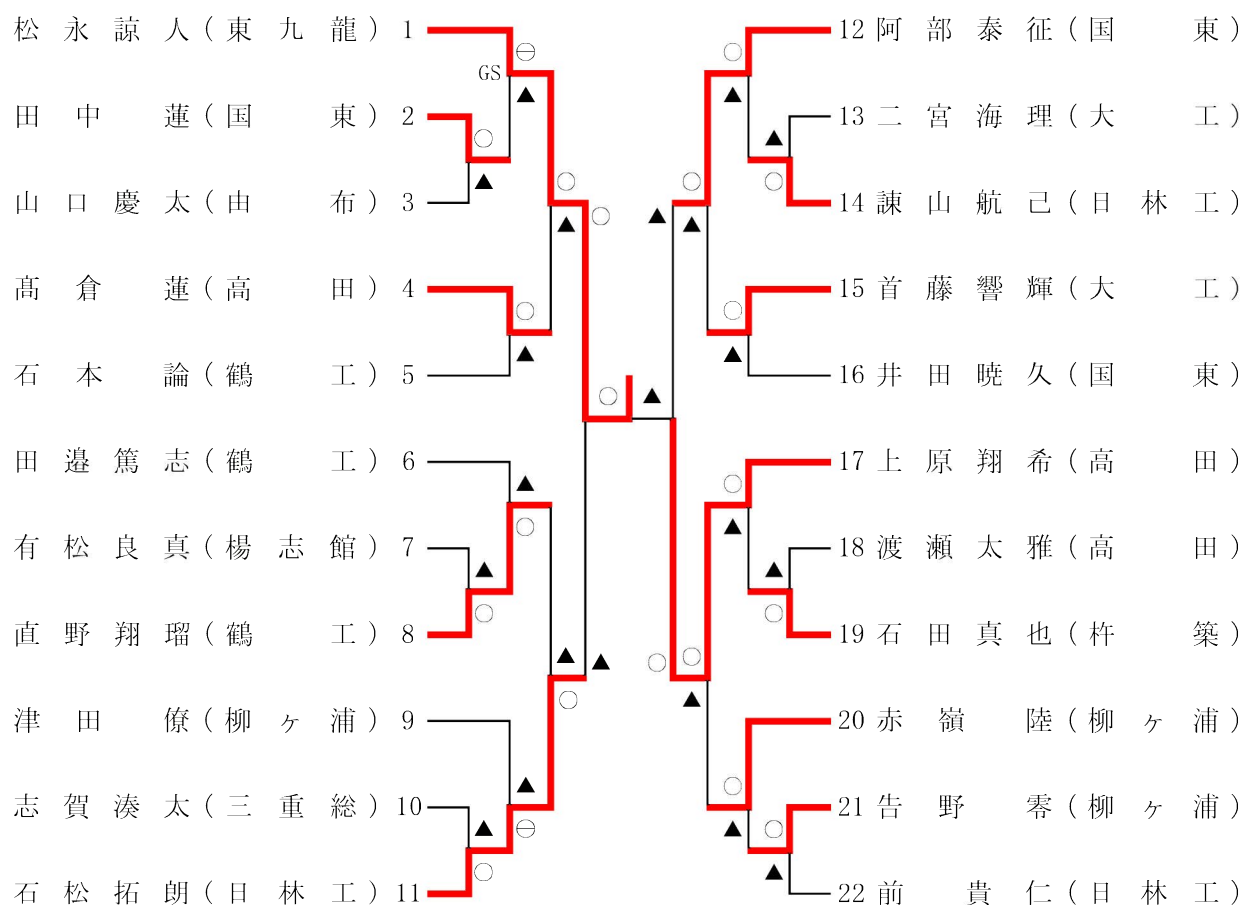 松永諒人(東九龍) 1
GS
田中蓮(国東) 2
山口慶太(由布) 3
髙倉蓮(高田) 4
石本論(鶴工) 5
田邉篤志(鶴工) 6
有松良真(楊志館) 7
直野翔瑠(鶴工) 8
津田僚(柳ヶ浦) 9
志賀湊太(三重総) 10
石松拓朗(日林工) 11
12 阿部泰征(国東)
13 二宮海理(大工)
14 諌山航己(日林工)
15 首藤響輝(大工)
16 井田暁久(国東)
17 上原翔希(高田)
18 渡瀬太雅(高田)
19 石田真也(杵築)
20 赤嶺陸(柳ヶ浦)
21 告野零(柳ヶ浦)
22 前貴仁(日林工)